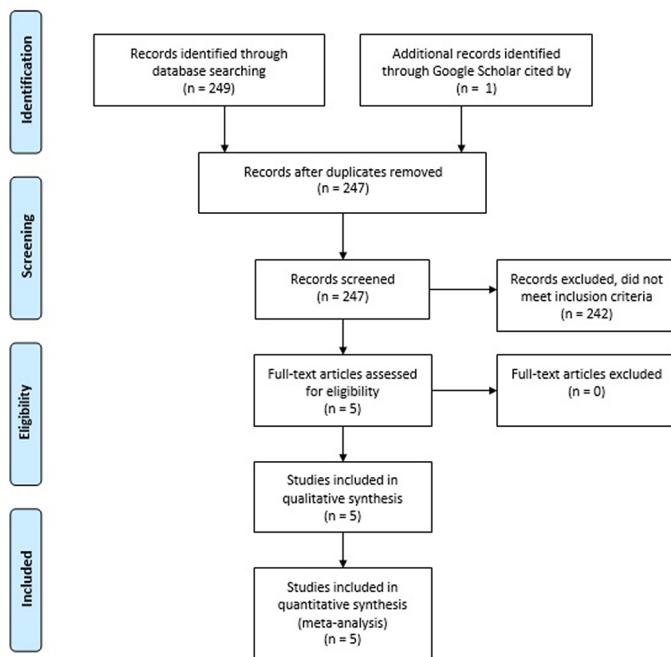 Identification
Records identified through
database searching
(n = 249)
Additional records identified
through Google Scholar cited by
(n = 1)
Records after duplicates removed
(n = 247)
Screening
Records screened
(n = 247)
Records excluded, did not
meet inclusion criteria
(n = 242)
Eligibility
Full-text articles assessed
for eligibility
(n = 5)
Full-text articles excluded
(n = 0)
Studies included in
qualitative synthesis
(n = 5)
Included
Studies included in
quantitative synthesis
(meta-analysis)
(n = 5)